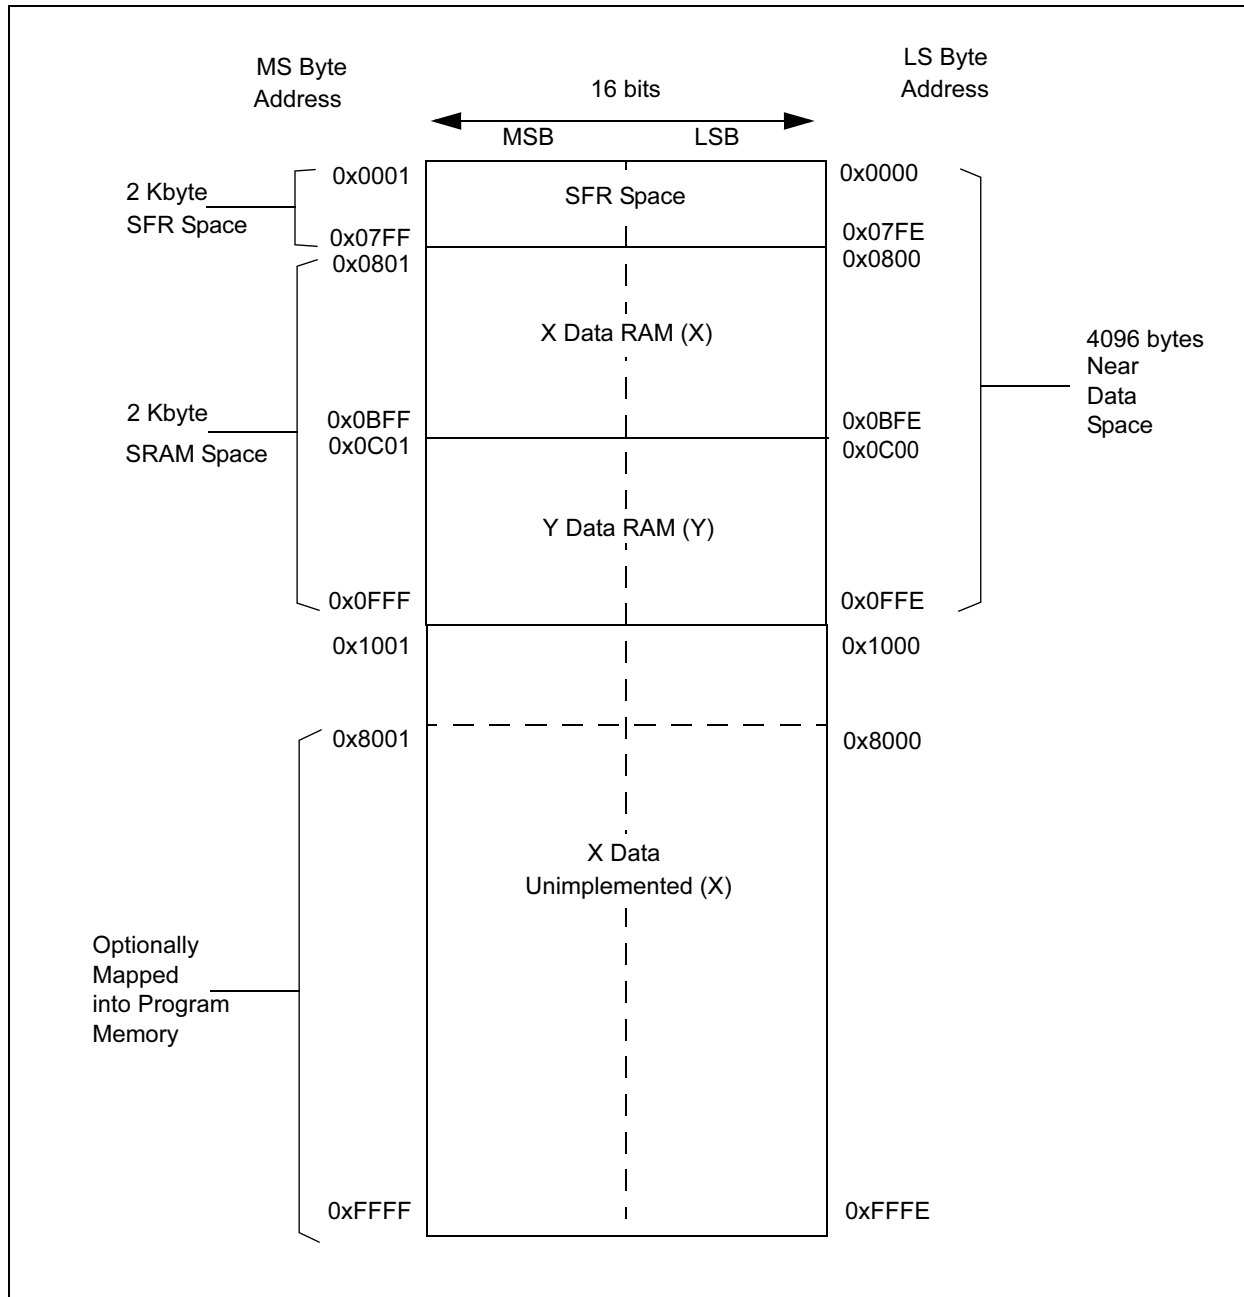 MS Byte
Address
16 bits
LS Byte
Address
MSB
LSB
2 Kbyte
SFR Space
0x0001
0x07FF
0x0801
SFR Space
0x0000
0x07FE
0x0800
X Data RAM (X)
2 Kbyte
SRAM Space
0x0BFF
0x0C01
0x0BFE
0x0C00
4096 bytes
Near
Data
Space
Y Data RAM (Y)
0x0FFF
0x0FFE
0x1001
0x1000
0x8001
0x8000
X Data
Unimplemented (X)
Optionally
Mapped
into Program
Memory
0xFFFF
0xFFFE